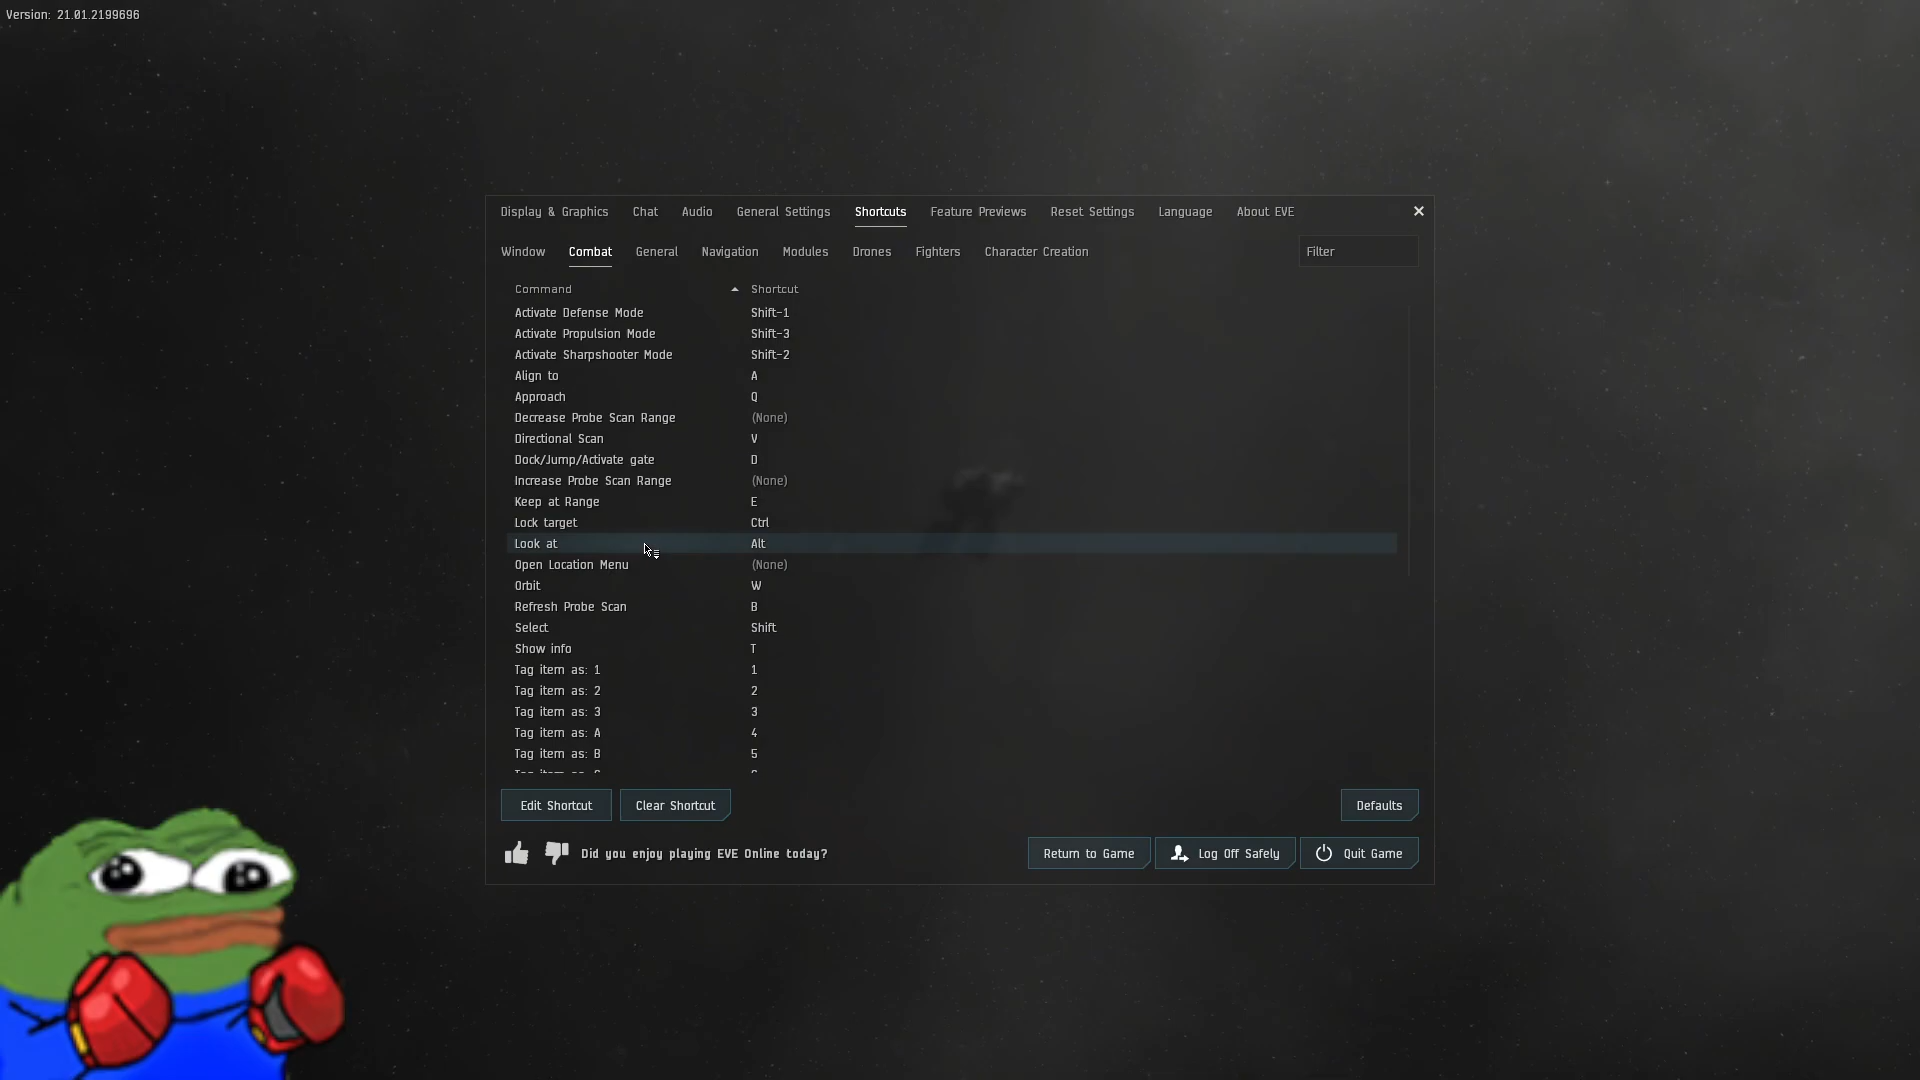 Version: 21.01.2199696
Display & Graphics Chat Audio General Settings Shortcuts Feature Previews Reset Settings Language About EVE
Window Combat General Navigation Modules Drones Fighters Character Creation Filter
Command Shortcut
Activate Defense Mode Shift-1
Activate Propulsion Mode Shift-3
Activate Sharpshooter Mode Shift-2
Align to A
Approach Q
Decrease Probe Scan Range (None)
Directional Scan V
Dock/Jump/Activate gate D
Increase Probe Scan Range (None)
Keep at Range E
Lock target Ctrl
Look at Alt
Open Location Menu (None)
Orbit W
Refresh Probe Scan B
Select Shift
Show info T
Tag item as: 1 1
Tag item as: 2 2
Tag item as: 3 3
Tag item as: A 4
Tag item as: B 5
Edit Shortcut Clear Shortcut Defaults
Did you enjoy playing EVE Online today? Return to Game Log Off Safely Quit Game